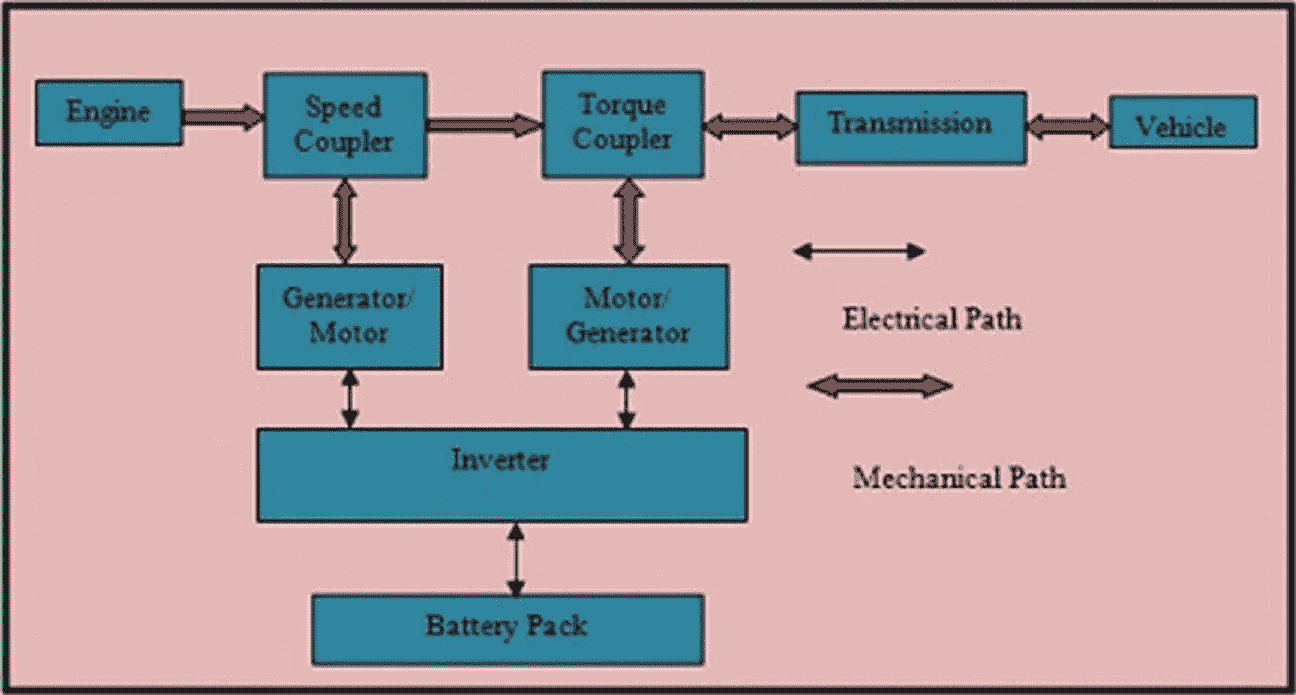 Engine
Speed
Coupler
Torque
Coupler
Transmission
Vehicle
Generator/
Motor
Motor/
Generator
Electrical Path
Inverter
Mechanical Path
Battery Pack